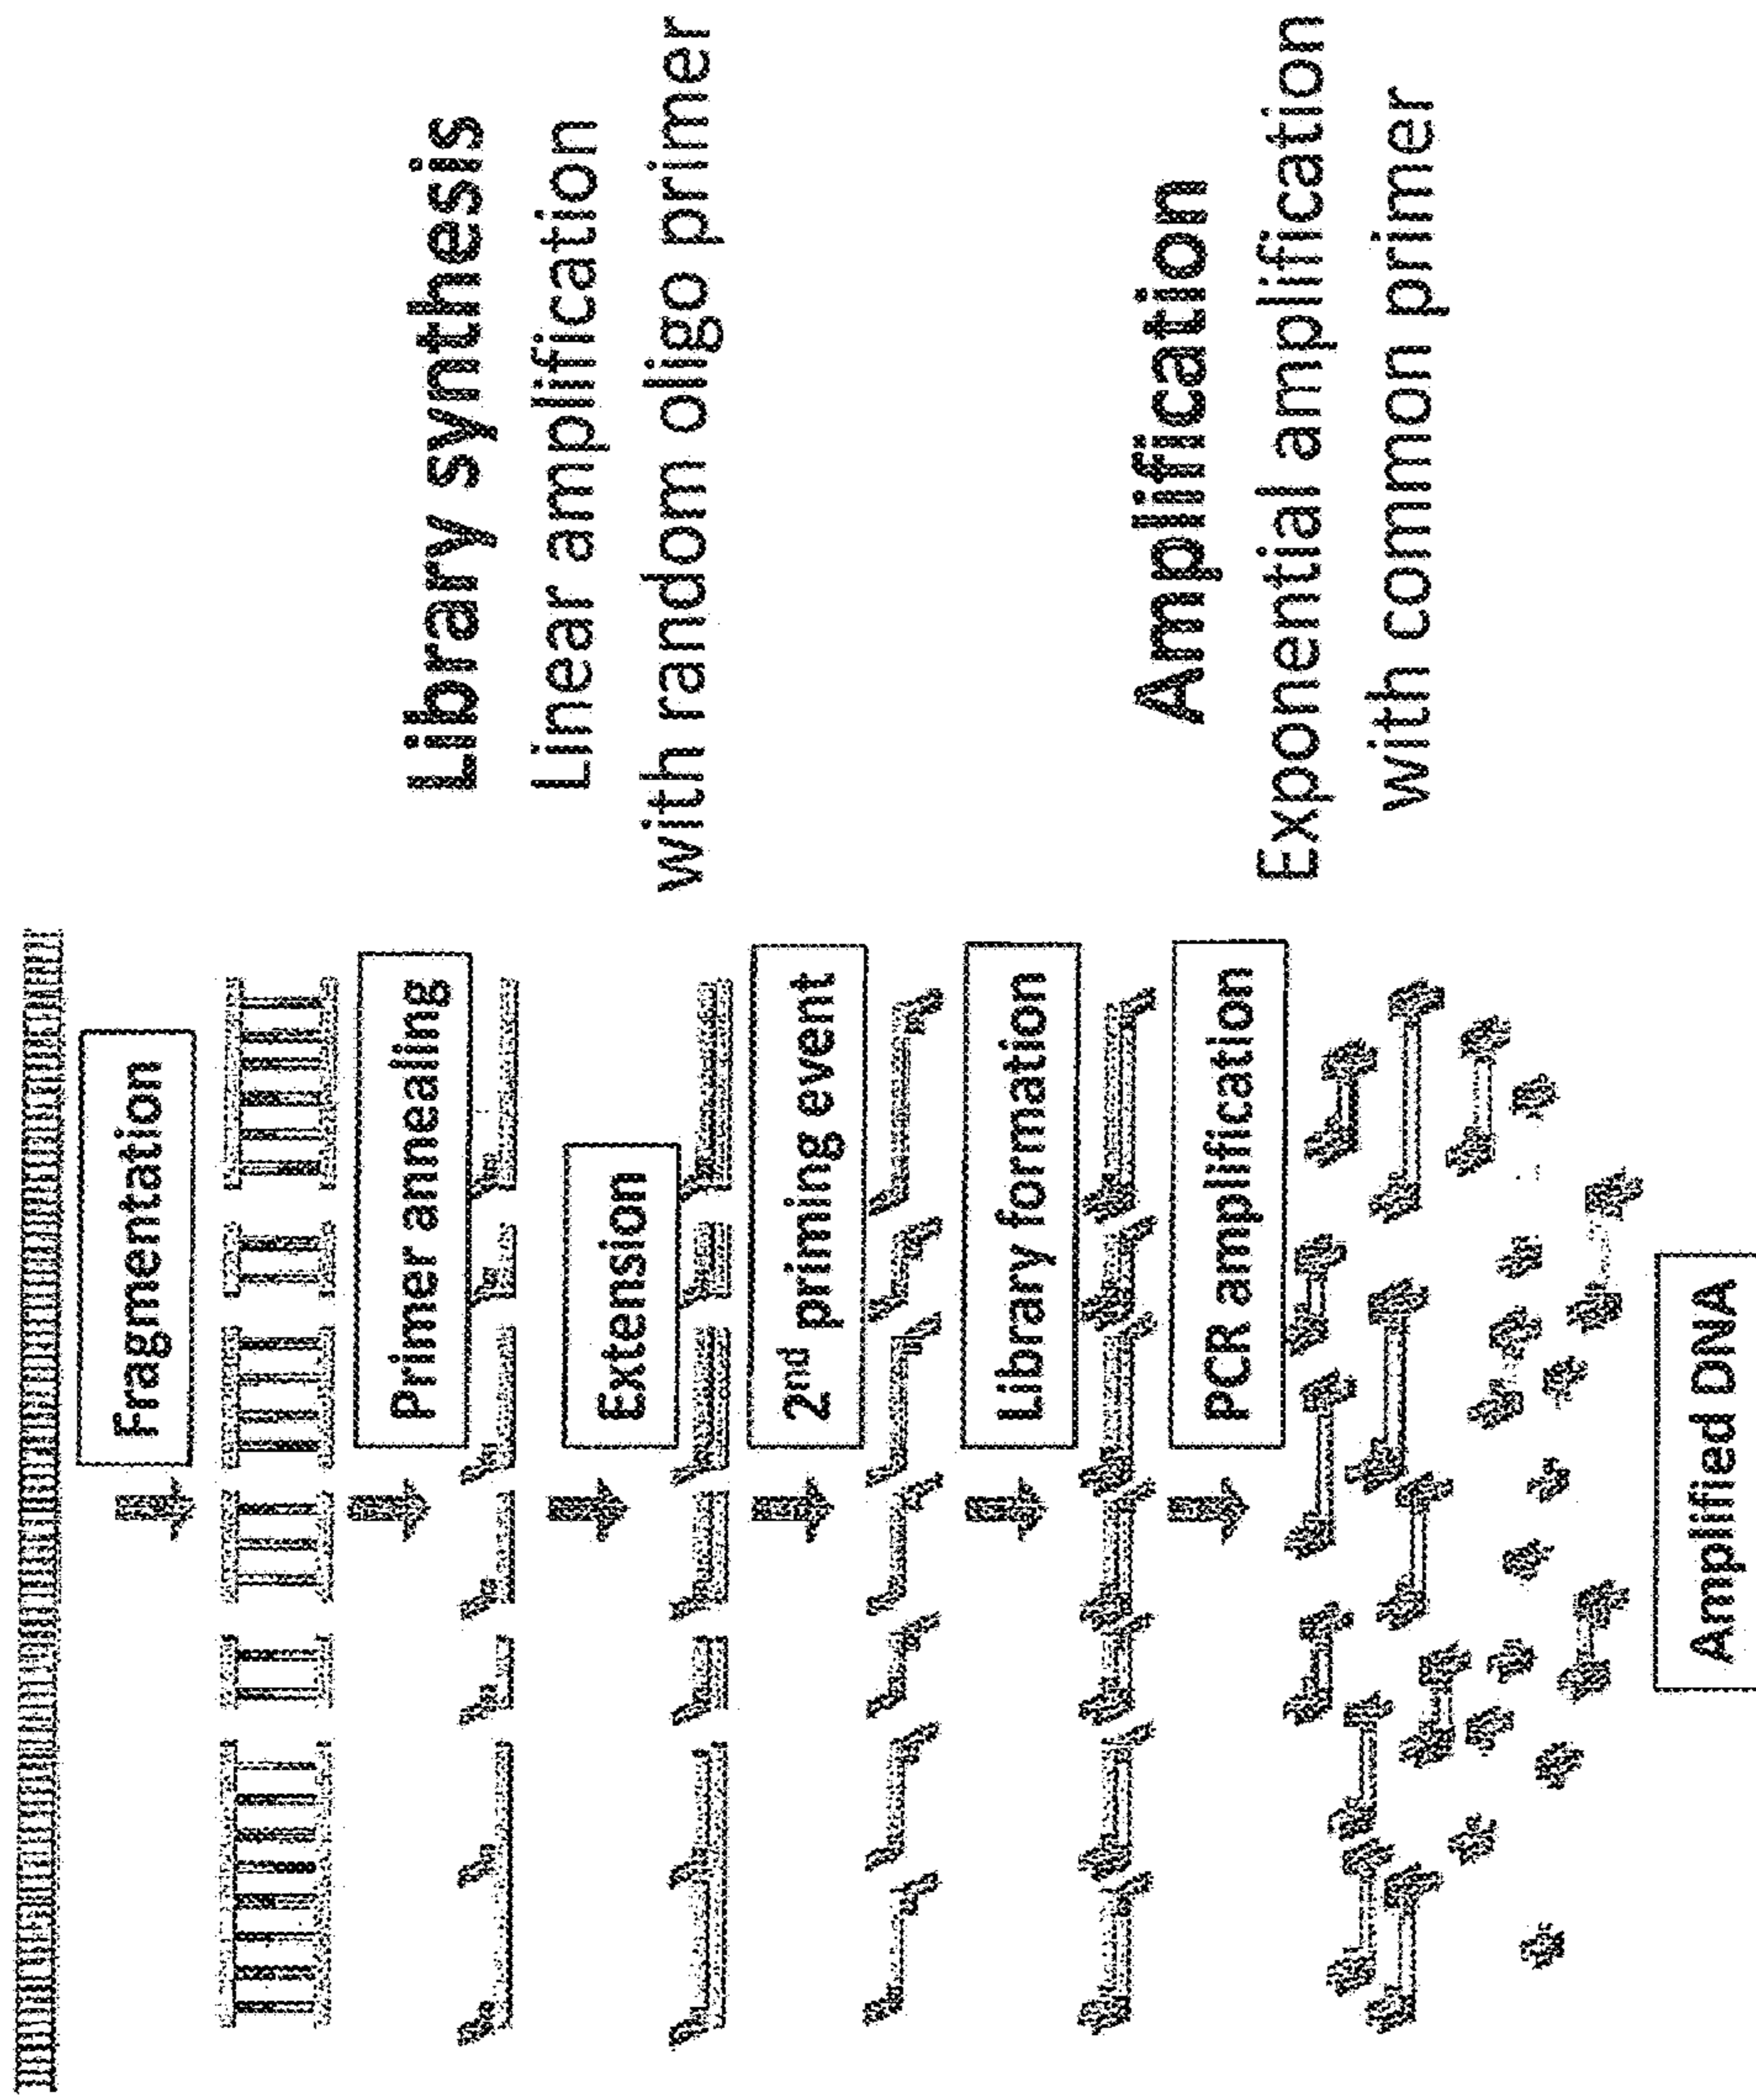 Fragmentation
Primer annealing
Extension
2nd priming event
Library formation
PCR amplification
Amplified DNA
Library synthesis
Linear amplification
with random oligo primer
Amplification
Exponential amplification
with common primer